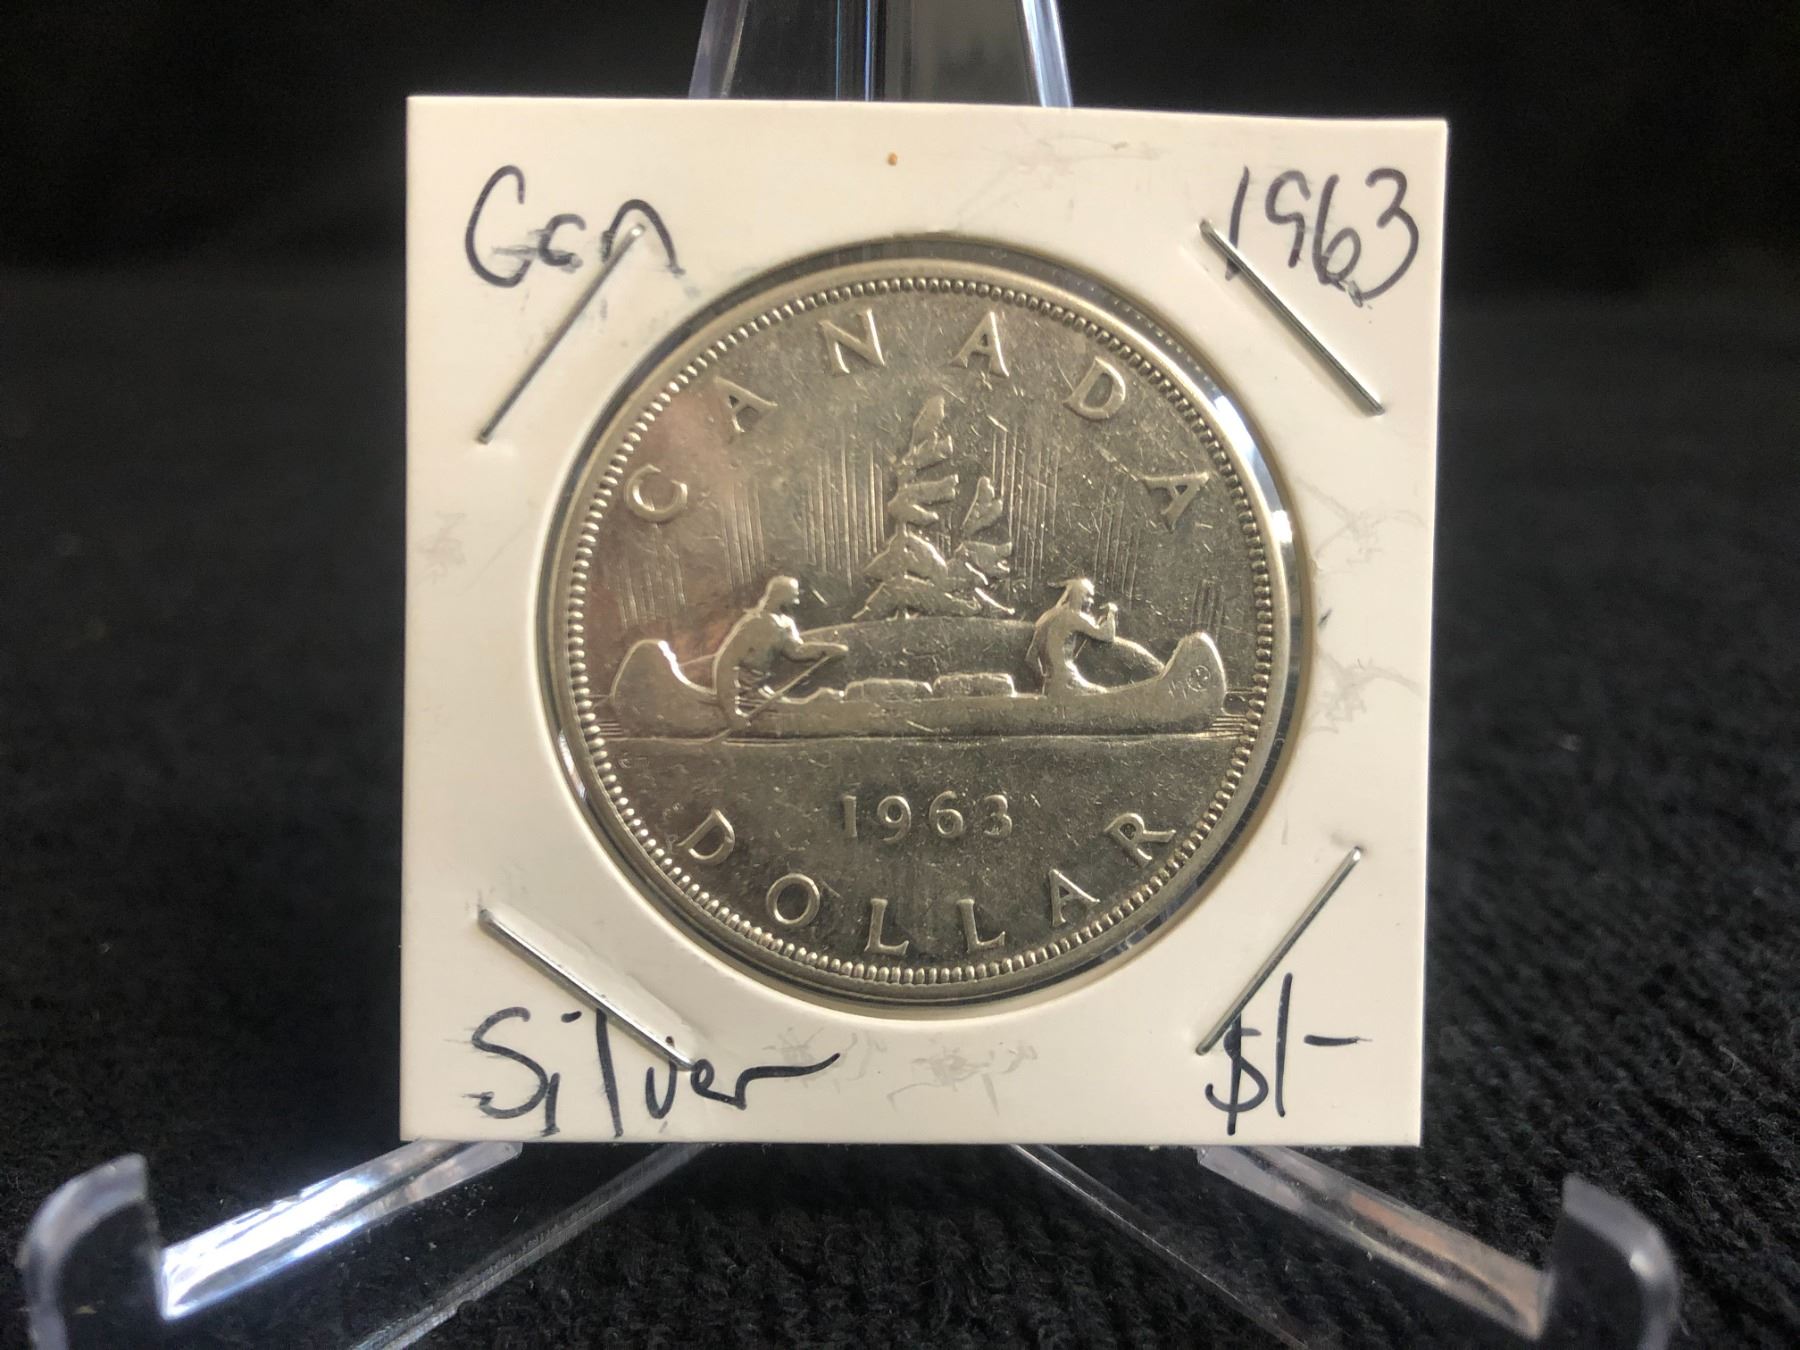 Can 1963
CANADA
1963
DOLLAR
Silver $1-